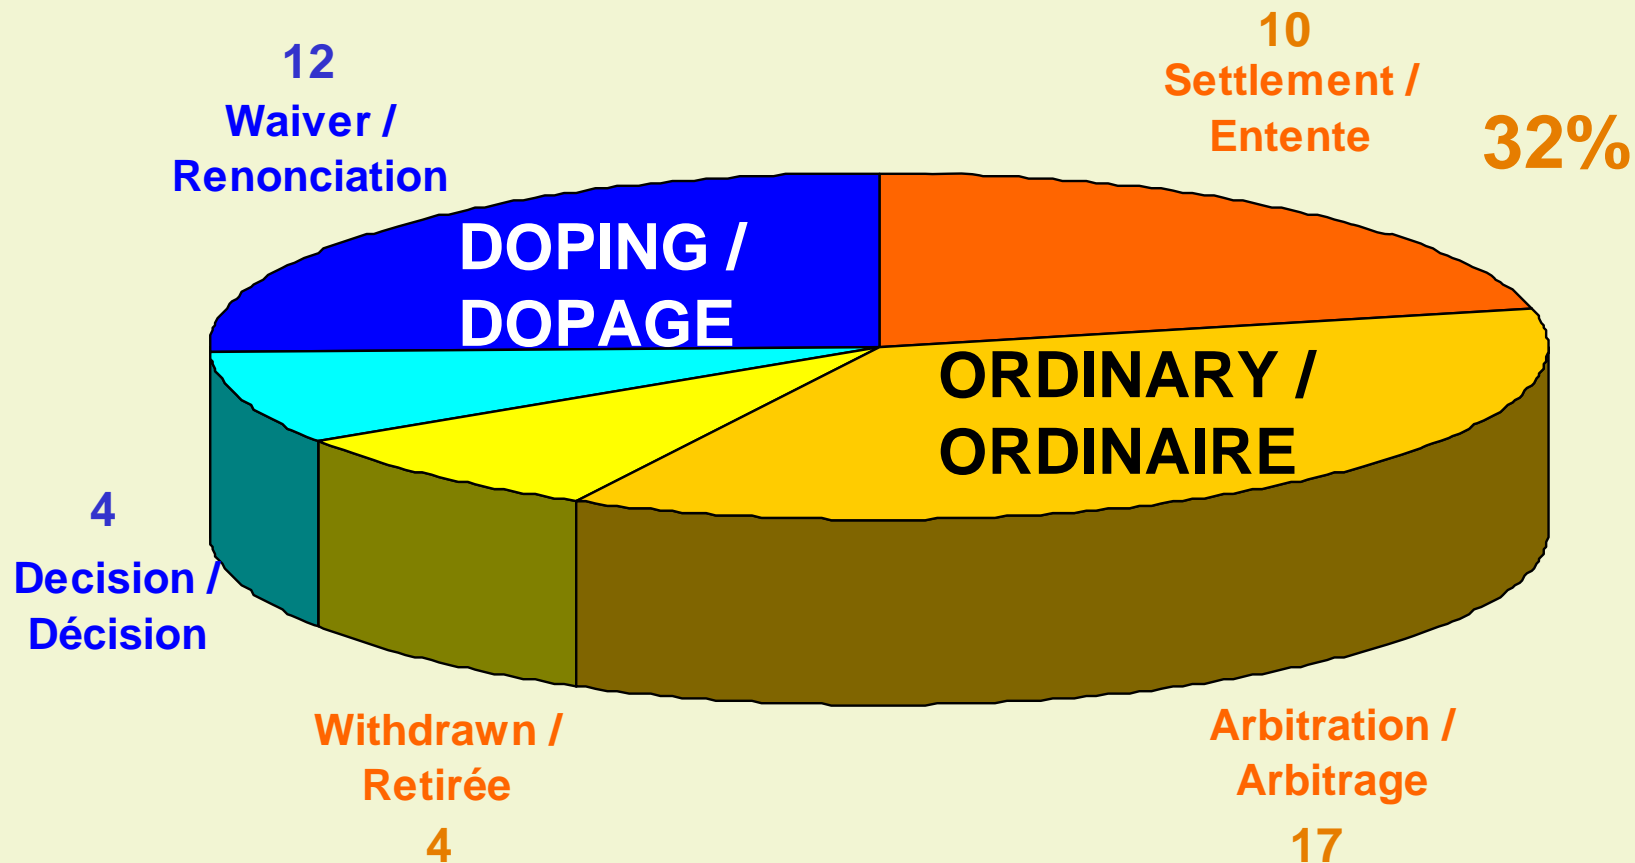 12
Waiver /
Renonciation
10
Settlement /
Entente
32%
DOPING /
DOPAGE
ORDINARY /
ORDINAIRE
4
Decision /
Décision
Withdrawn /
Retirée
4
Arbitration /
Arbitrage
17